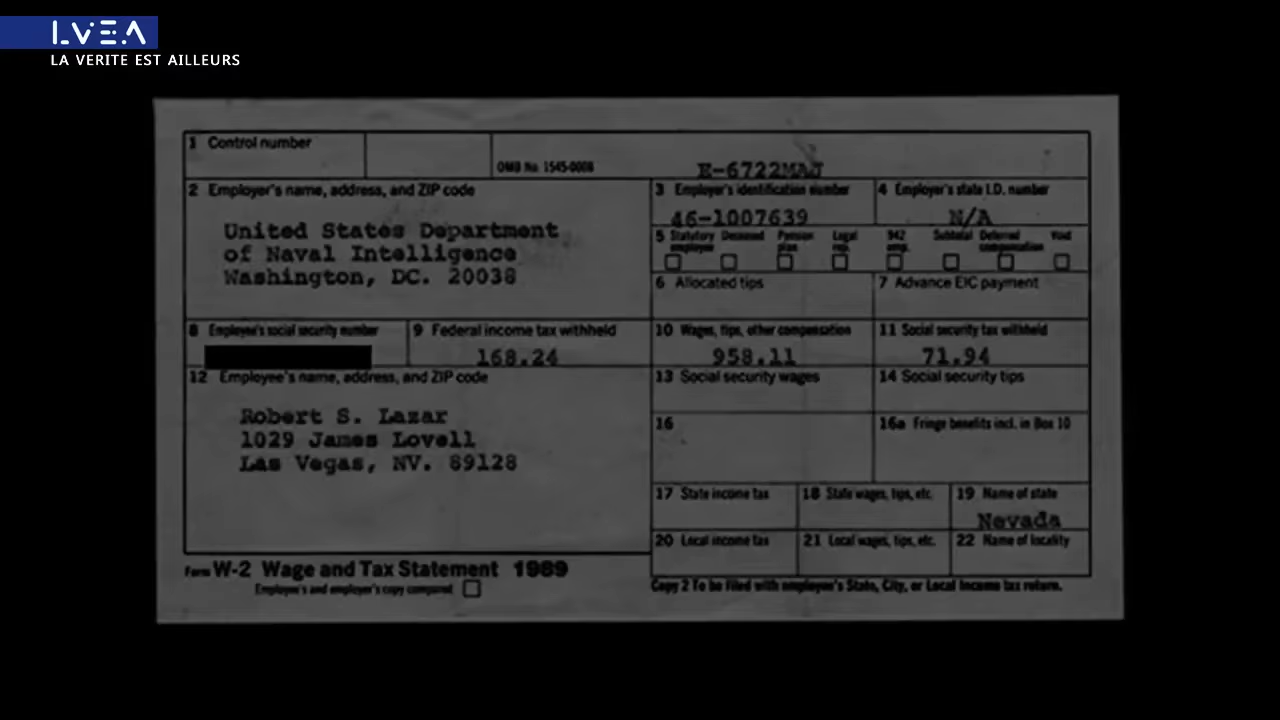 LVEA
LA VERITE EST AILLEURS
1 Control number
OMB No. 1545-0008
E-6722MAJ
2 Employer's name, address, and ZIP code
3 Employer's identification number
4 Employer's state I.D. number
United States Department
of Naval Intelligence
Washington, DC. 20038
46-1007639
N/A
5 Statutory employee
Deceased
Pension plan
Legal rep.
942 emp.
Subtotal
Deferred compensation
Void
6 Allocated tips
7 Advance EIC payment
8 Employee's social security number
9 Federal income tax withheld
168.24
10 Wages, tips, other compensation
958.11
11 Social security tax withheld
71.94
12 Employee's name, address, and ZIP code
Robert S. Lazar
1029 James Lovell
Las Vegas, NV. 89128
13 Social security wages
14 Social security tips
16
16a Fringe benefits incl. in Box 10
17 State income tax
18 State wages, tips, etc.
19 Name of state
Nevada
20 Local income tax
21 Local wages, tips, etc.
22 Name of locality
Form W-2 Wage and Tax Statement 1989
Employee's and employer's copy compared
Copy 2 To be filed with employee's State, City, or Local Income tax return.